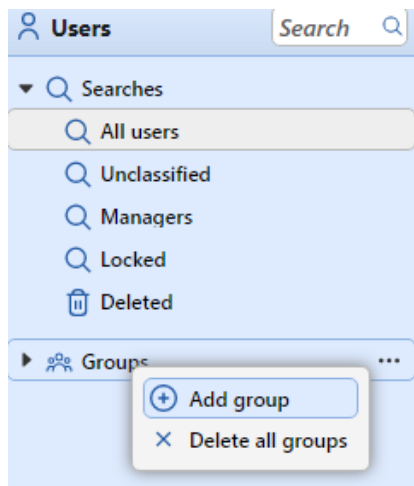 Users
Search
Searches
All users
Unclassified
Managers
Locked
Deleted
Groups
Add group
Delete all groups